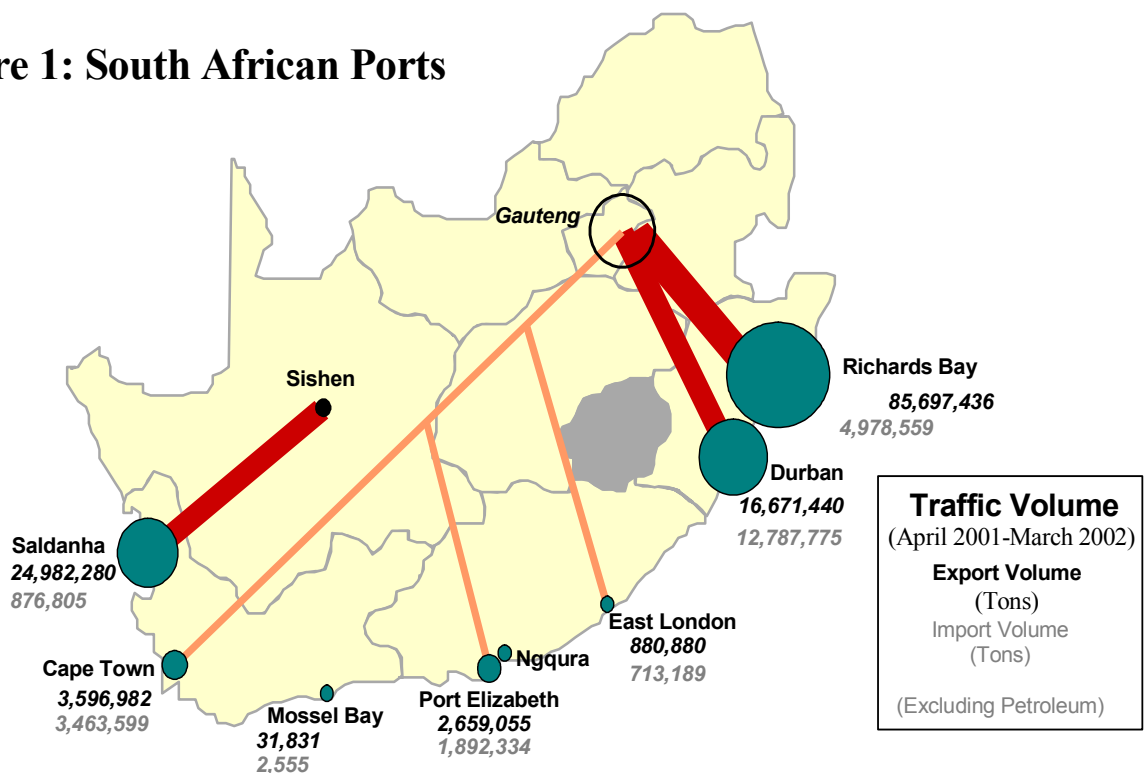 re 1: South African Ports
Gauteng
Sishen
Richards Bay
85,697,436
4,978,559
Durban
16,671,440
12,787,775
Saldanha
24,982,280
876,805
East London
880,880
713,189
Ngqura
Cape Town
3,596,982
3,463,599
Port Elizabeth
2,659,055
1,892,334
Mossel Bay
31,831
2,555
Traffic Volume
(April 2001-March 2002)
Export Volume
(Tons)
Import Volume
(Tons)
(Excluding Petroleum)